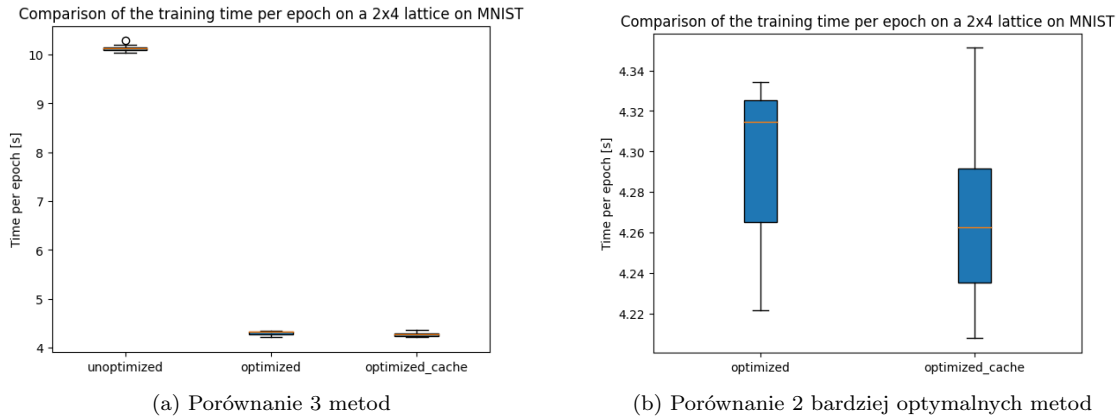 Comparison of the training time per epoch on a 2x4 lattice on MNIST
10
9
8
7
6
5
4
Time per epoch [s]
unoptimized optimized optimized_cache
(a) Porównanie 3 metod
Comparison of the training time per epoch on a 2x4 lattice on MNIST
4.34
4.32
4.30
4.28
4.26
4.24
4.22
Time per epoch [s]
optimized optimized_cache
(b) Porównanie 2 bardziej optymalnych metod